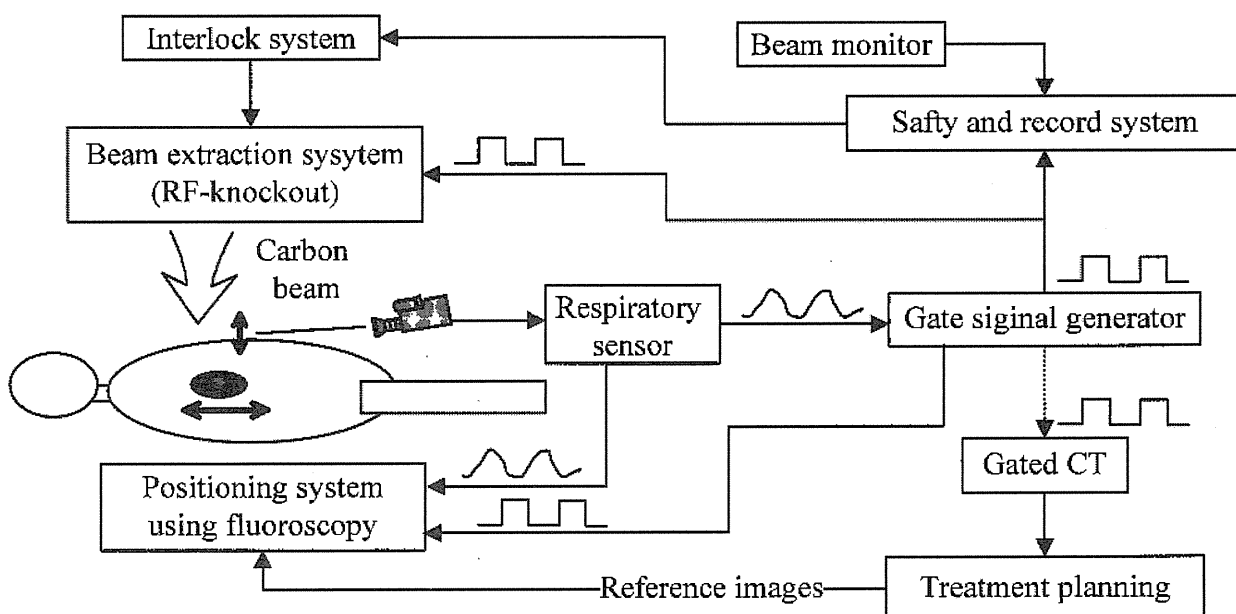 Interlock system
Beam monitor
Safty and record system
Beam extraction sysytem
(RF-knockout)
Carbon
beam
Respiratory
sensor
Gate siginal generator
Gated CT
Positioning system
using fluoroscopy
Reference images
Treatment planning